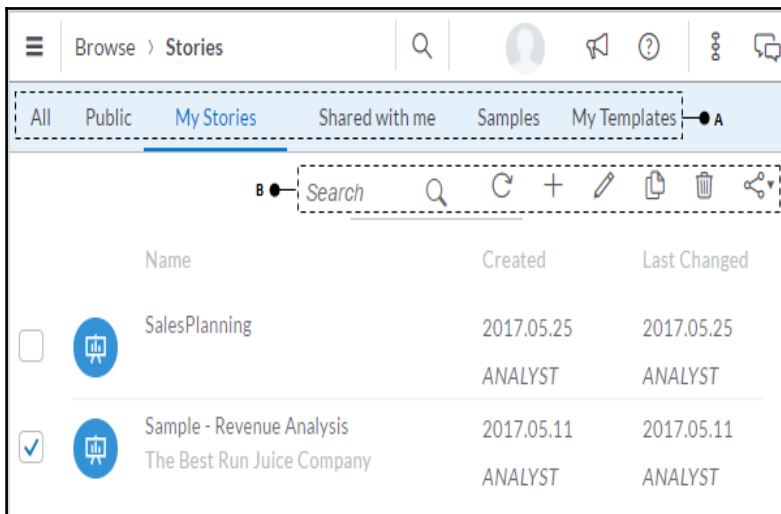 Browse > Stories
All Public My Stories Shared with me Samples My Templates A
B Search
Name Created Last Changed
SalesPlanning 2017.05.25 2017.05.25
ANALYST ANALYST
Sample - Revenue Analysis 2017.05.11 2017.05.11
The Best Run Juice Company
ANALYST ANALYST